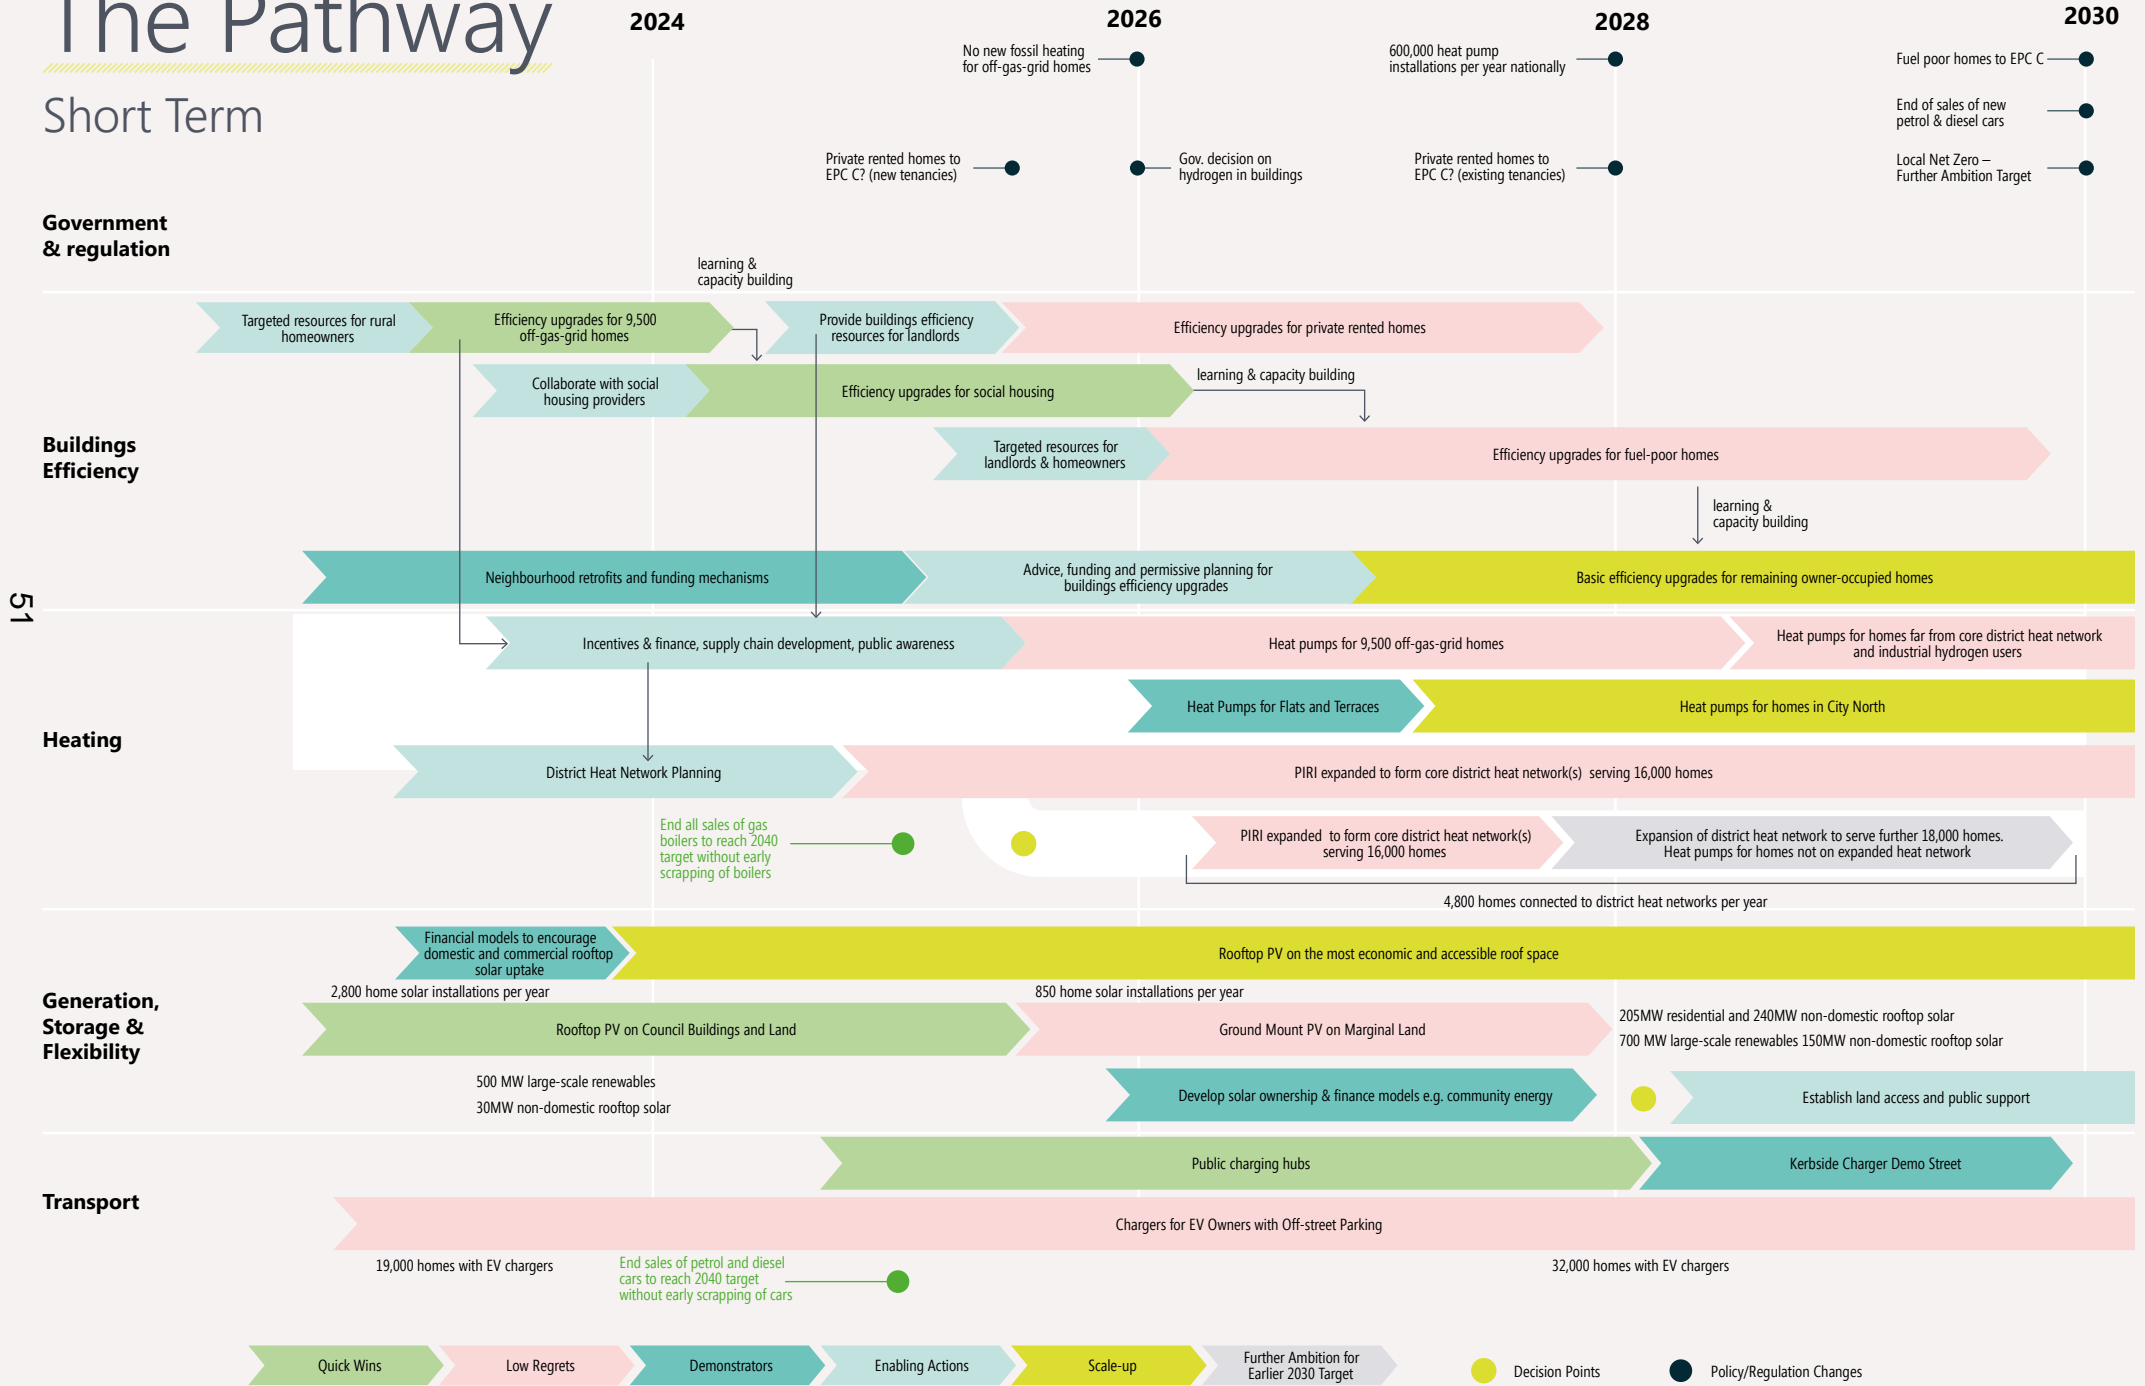 The Pathway
Short Term
2024
2026
2028
2030
No new fossil heating
for off-gas-grid homes
600,000 heat pump
installations per year nationally
Fuel poor homes to EPC C
End of sales of new
petrol & diesel cars
Private rented homes to
EPC C? (new tenancies)
Gov. decision on
hydrogen in buildings
Private rented homes to
EPC C? (existing tenancies)
Local Net Zero –
Further Ambition Target
Government
& regulation
learning &
capacity building
Targeted resources for rural
homeowners
Efficiency upgrades for 9,500
off-gas-grid homes
Provide buildings efficiency
resources for landlords
Efficiency upgrades for private rented homes
Collaborate with social
housing providers
Efficiency upgrades for social housing
learning & capacity building
Buildings
Efficiency
Targeted resources for
landlords & homeowners
Efficiency upgrades for fuel-poor homes
learning &
capacity building
Neighbourhood retrofits and funding mechanisms
Advice, funding and permissive planning for
buildings efficiency upgrades
Basic efficiency upgrades for remaining owner-occupied homes
51
Heating
Incentives & finance, supply chain development, public awareness
Heat pumps for 9,500 off-gas-grid homes
Heat pumps for homes far from core district heat network
and industrial hydrogen users
Heat Pumps for Flats and Terraces
Heat pumps for homes in City North
District Heat Network Planning
PIRI expanded to form core district heat network(s) serving 16,000 homes
End all sales of gas
boilers to reach 2040
target without early
scrapping of boilers
PIRI expanded to form core district heat network(s)
serving 16,000 homes
Expansion of district heat network to serve further 18,000 homes.
Heat pumps for homes not on expanded heat network
4,800 homes connected to district heat networks per year
Generation,
Storage &
Flexibility
Financial models to encourage
domestic and commercial rooftop
solar uptake
Rooftop PV on the most economic and accessible roof space
2,800 home solar installations per year
850 home solar installations per year
Rooftop PV on Council Buildings and Land
Ground Mount PV on Marginal Land
205MW residential and 240MW non-domestic rooftop solar
700 MW large-scale renewables 150MW non-domestic rooftop solar
500 MW large-scale renewables
30MW non-domestic rooftop solar
Develop solar ownership & finance models e.g. community energy
Establish land access and public support
Transport
Public charging hubs
Kerbside Charger Demo Street
Chargers for EV Owners with Off-street Parking
19,000 homes with EV chargers
End sales of petrol and diesel
cars to reach 2040 target
without early scrapping of cars
32,000 homes with EV chargers
Quick Wins
Low Regrets
Demonstrators
Enabling Actions
Scale-up
Further Ambition for
Earlier 2030 Target
Decision Points
Policy/Regulation Changes